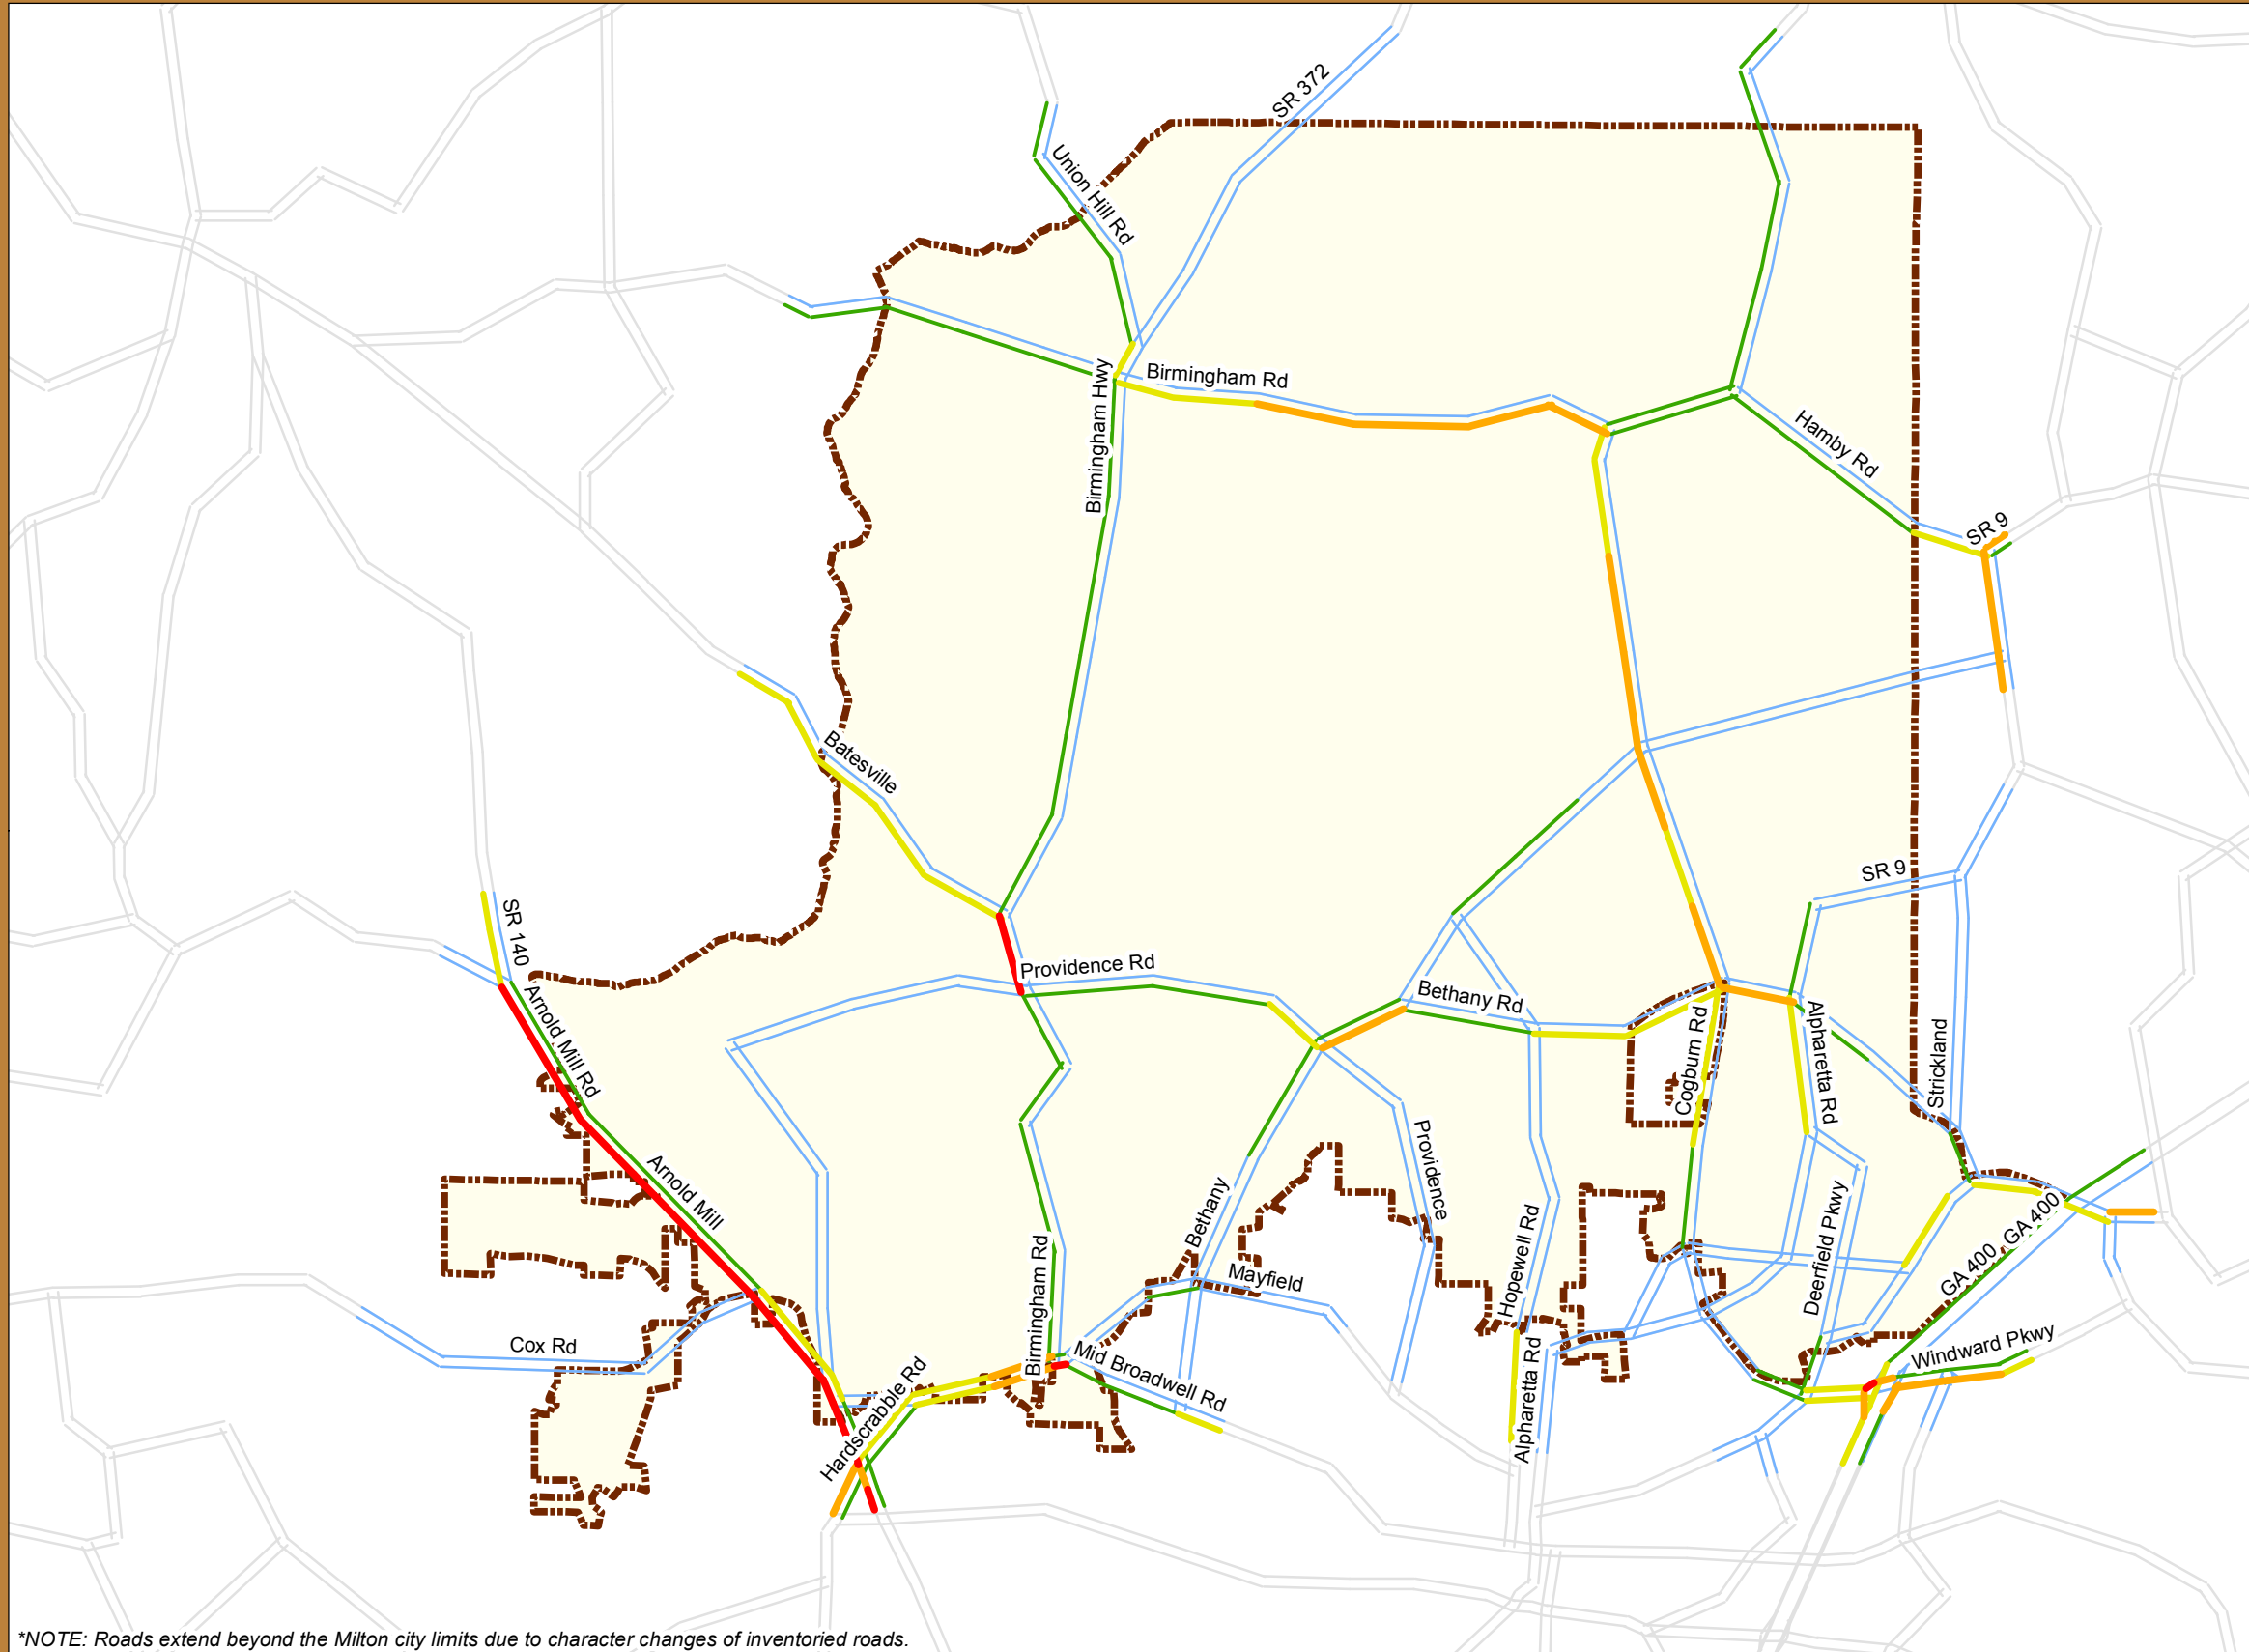 SR 372
Union Hill Rd
Birmingham Hwy
Birmingham Rd
Hamby Rd
SR 9
Batesville
SR 9
SR 140
Providence Rd
Bethany Rd
Arnold Mill Rd
Cogburn Rd
Alpharetta Rd
Strickland
Arnold Mill
Providence
Bethany
Deerfield Pkwy
GA 400
GA 400
Hopewell Rd
Birmingham Rd
Mayfield
Cox Rd
Mid Broadwell Rd
Windward Pkwy
Hardscrabble Rd
Alpharetta Rd
*NOTE: Roads extend beyond the Milton city limits due to character changes of inventoried roads.